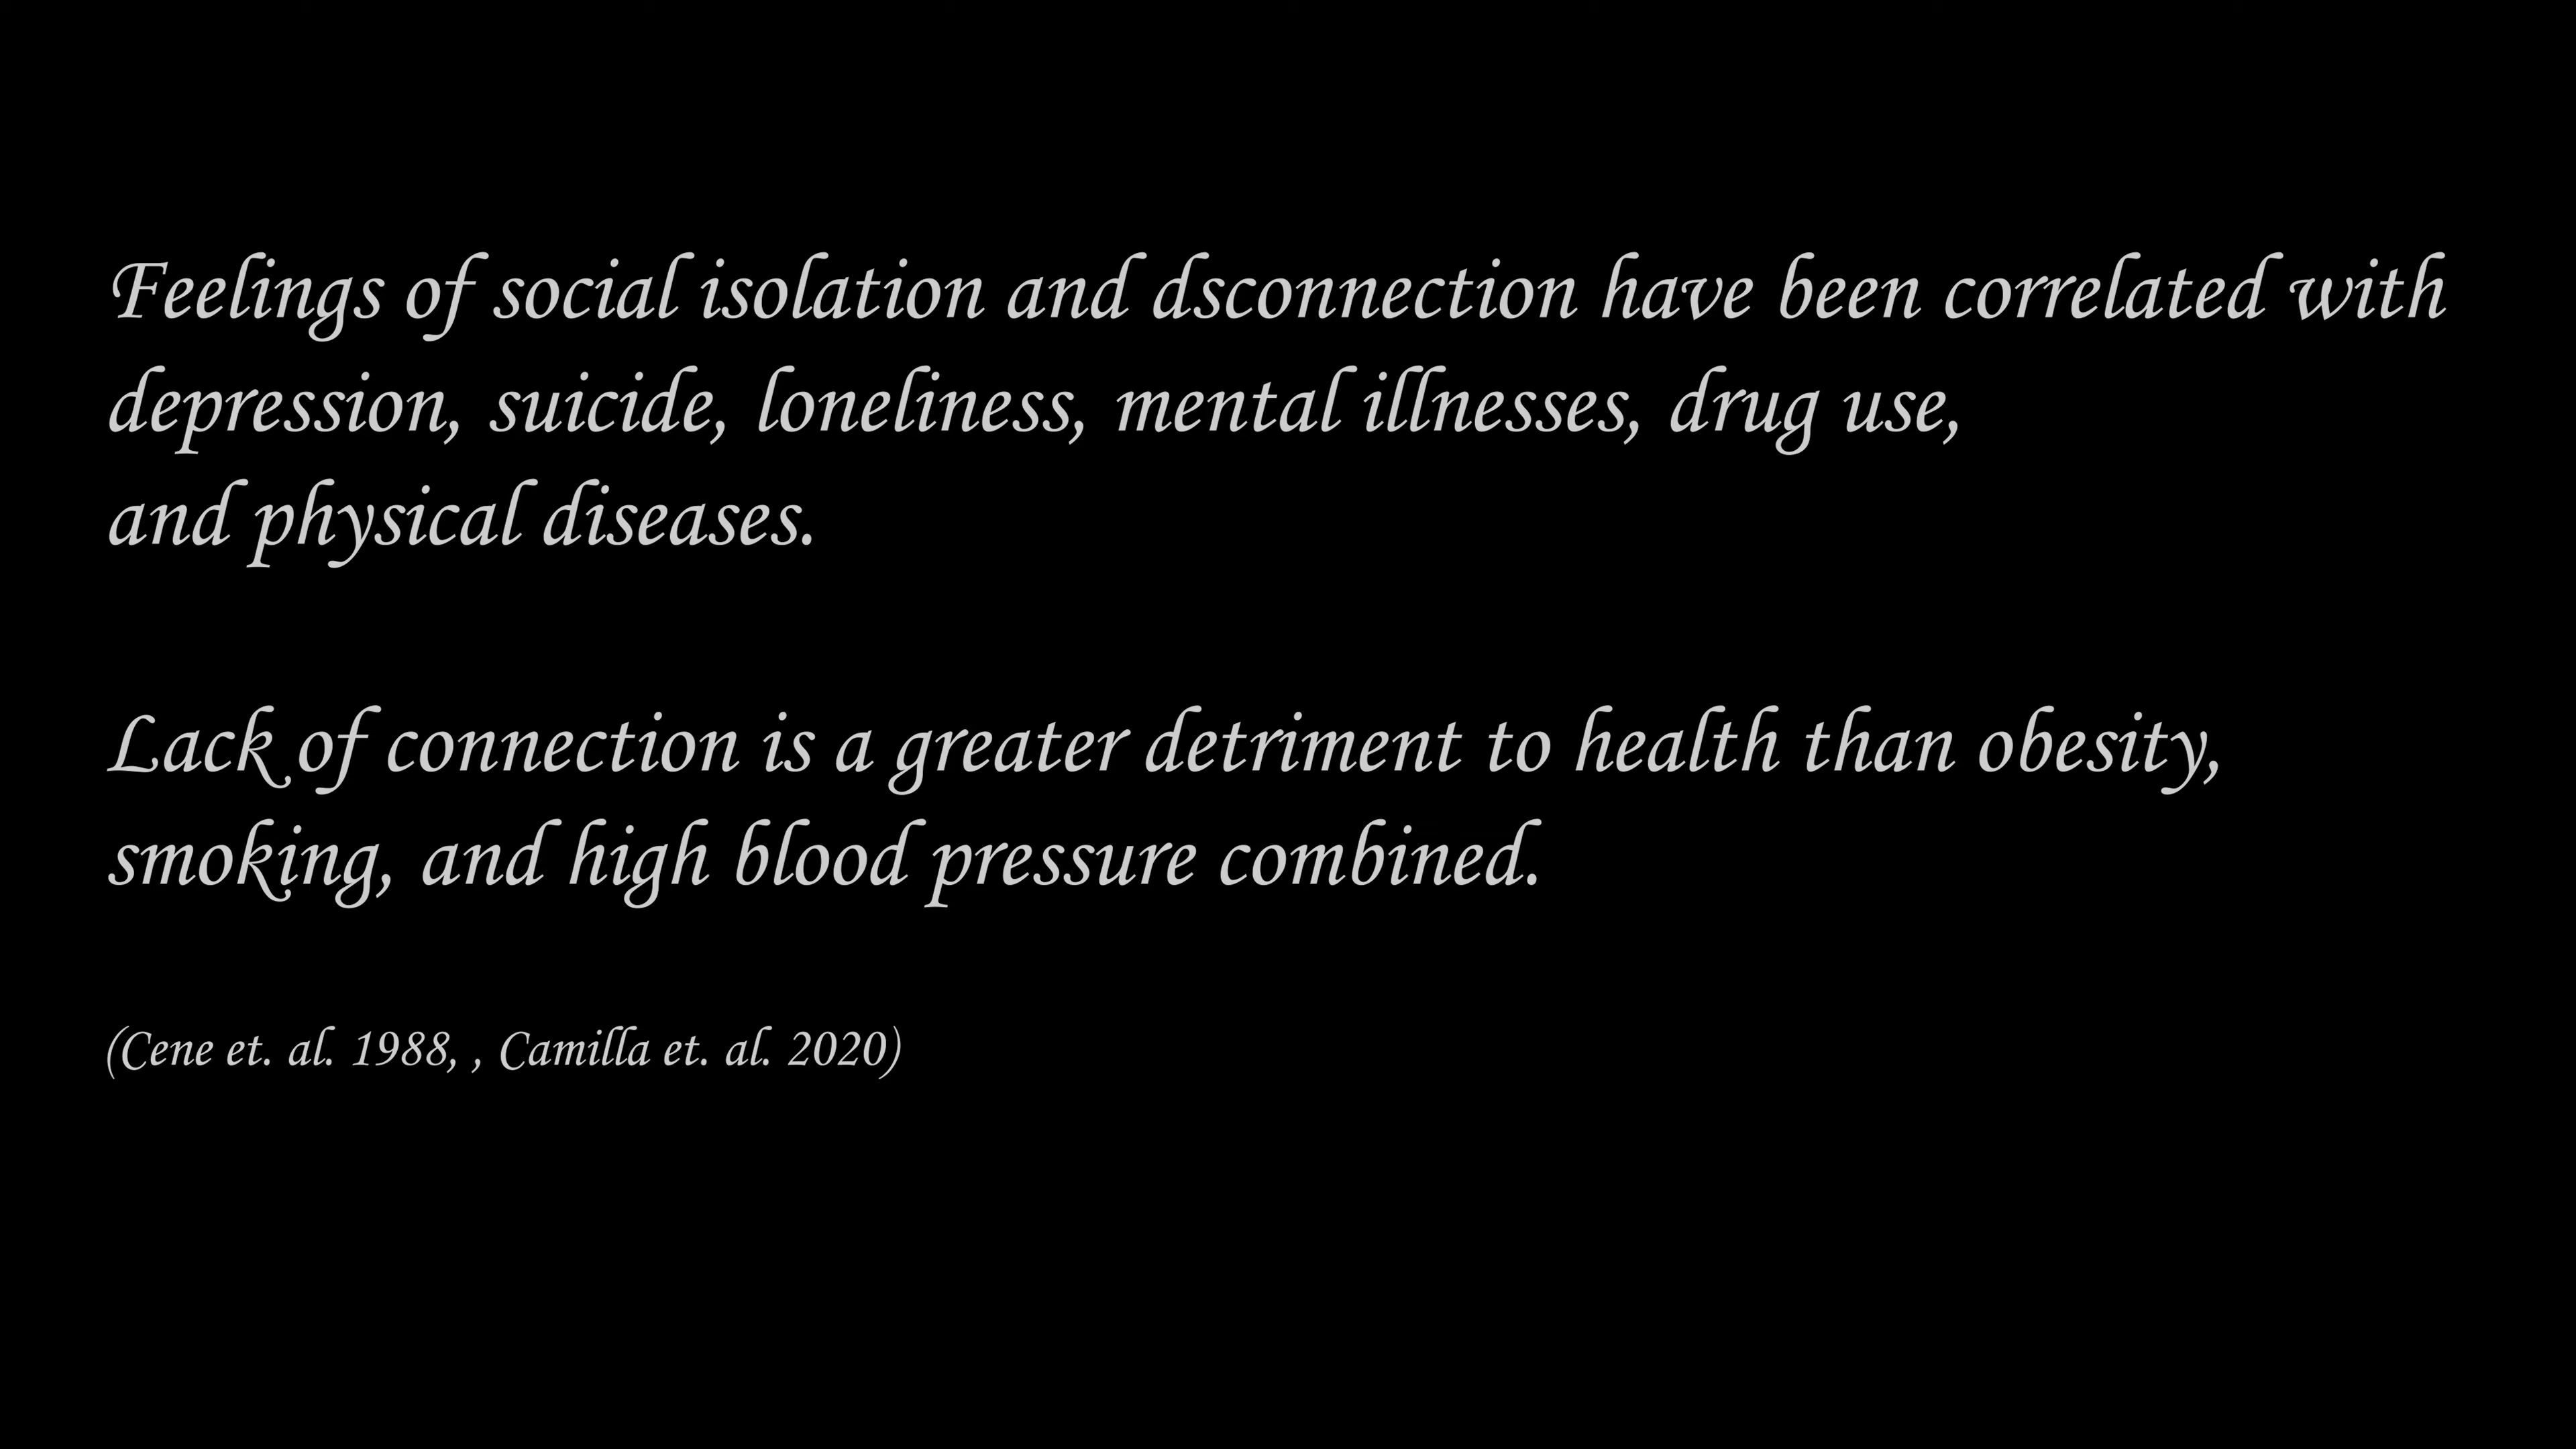 Feelings of social isolation and dsconnection have been correlated with
depression, suicide, loneliness, mental illnesses, drug use,
and physical diseases.
Lack of connection is a greater detriment to health than obesity,
smoking, and high blood pressure combined.
(Cene et. al. 1988, , Camilla et. al. 2020)